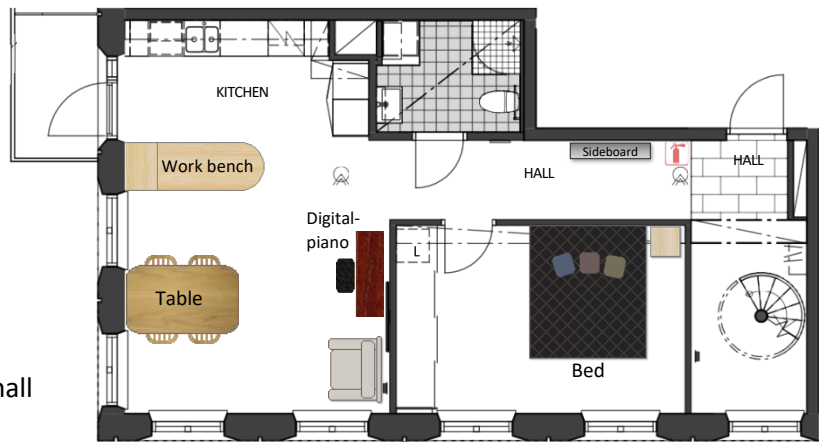 KITCHEN
Work bench
Sideboard
HALL
HALL
Digital-
piano
L
Table
Bed
hall